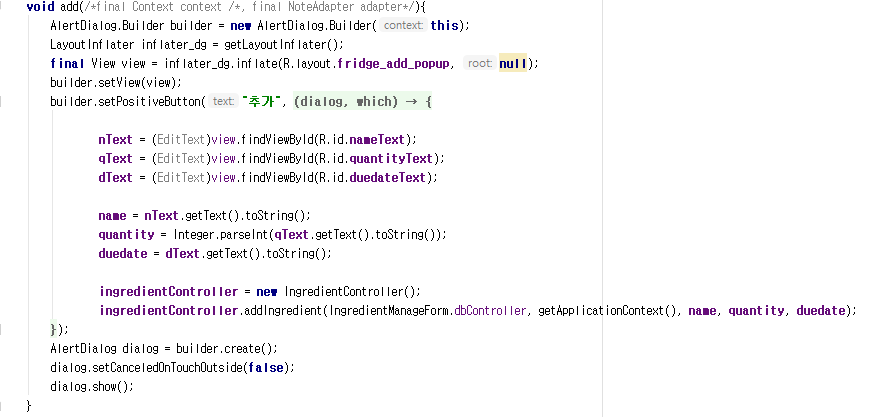 void add(/*final Context context /*, final NoteAdapter adapter*/){
AlertDialog.Builder builder = new AlertDialog.Builder( context: this);
LayoutInflater inflater_dg = getLayoutInflater();
final View view = inflater_dg.inflate(R.layout.fridge_add_popup, root: null);
builder.setView(view);
builder.setPositiveButton( text: "추가", (dialog, which) → {
nText = (EditText)view.findViewById(R.id.nameText);
qText = (EditText)view.findViewById(R.id.quantityText);
dText = (EditText)view.findViewById(R.id.duedateText);
name = nText.getText().toString();
quantity = Integer.parseInt(qText.getText().toString());
duedate = dText.getText().toString();
ingredientController = new IngredientController();
ingredientController.addIngredient(IngredientManageForm.dbController, getApplicationContext(), name, quantity, duedate);
});
AlertDialog dialog = builder.create();
dialog.setCanceledOnTouchOutside(false);
dialog.show();
}